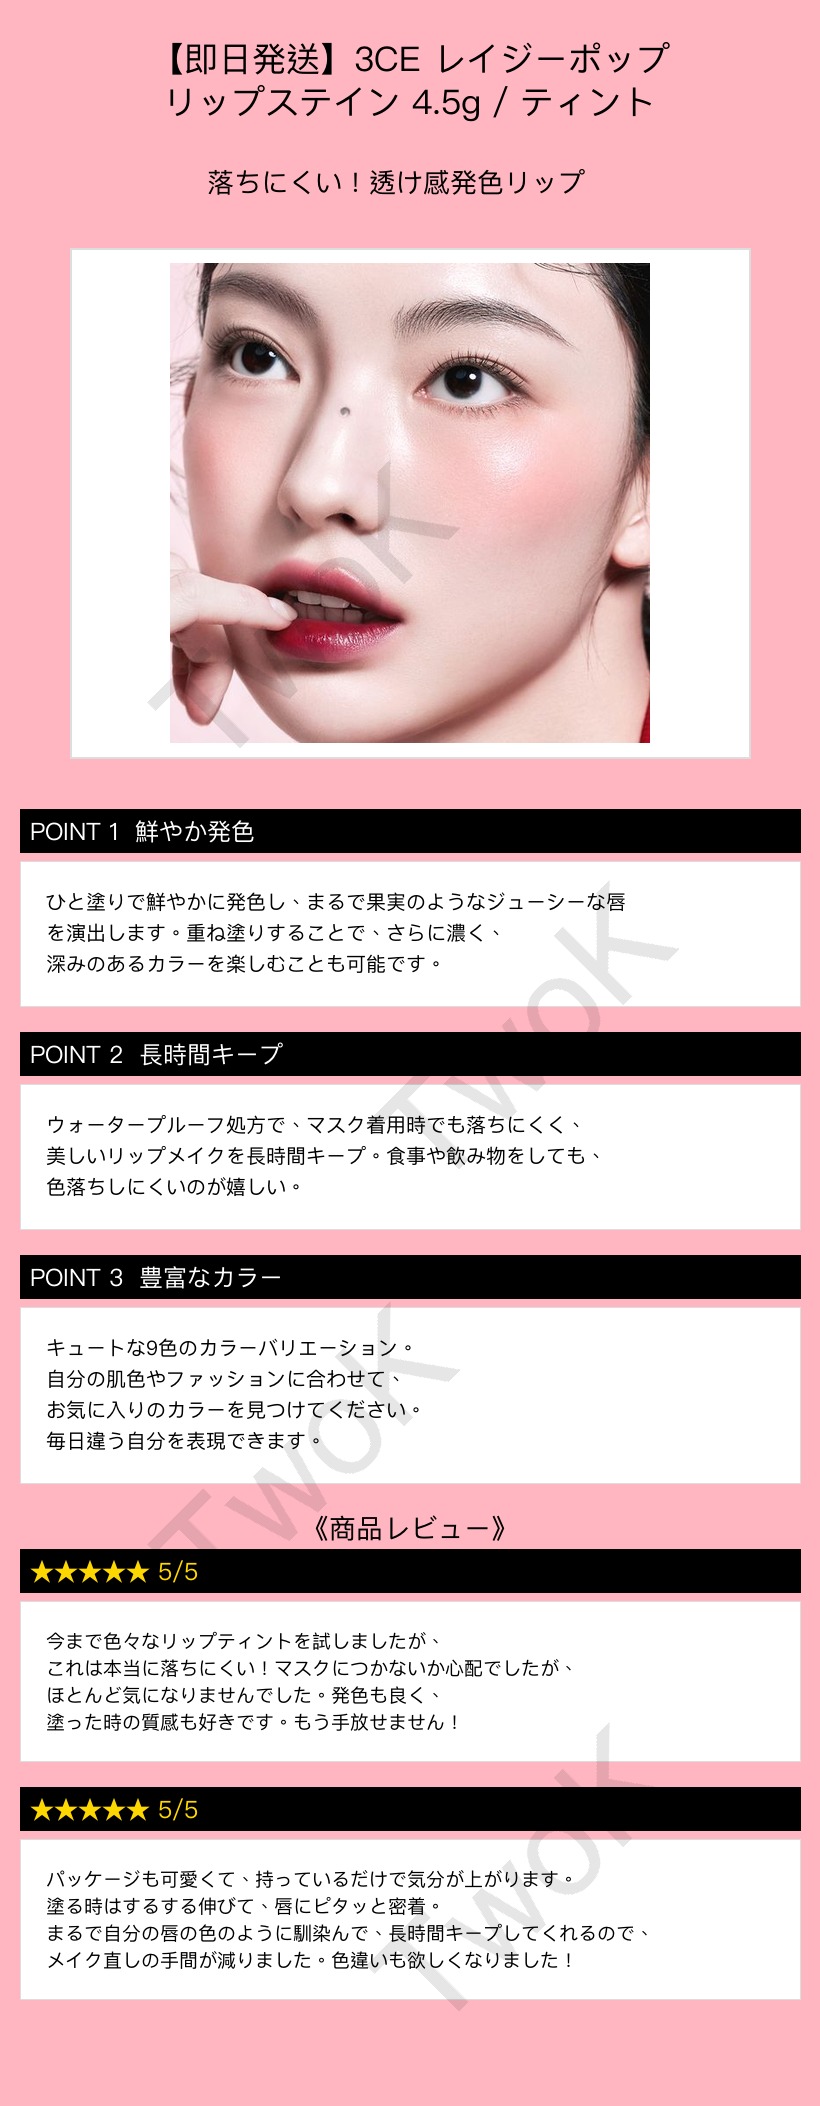 【即日発送】3CE レイジーポップ
リップステイン 4.5g / ティント
落ちにくい！透け感発色リップ
TwoK
POINT 1 鮮やか発色
ひと塗りで鮮やかに発色し、まるで果実のようなジューシーな唇
を演出します。重ね塗りすることで、さらに濃く、
深みのあるカラーを楽しむことも可能です。
TwoK
POINT 2 長時間キープ
ウォータープルーフ処方で、マスク着用時でも落ちにくく、
美しいリップメイクを長時間キープ。食事や飲み物をしても、
色落ちしにくいのが嬉しい。
POINT 3 豊富なカラー
キュートな9色のカラーバリエーション。
自分の肌色やファッションに合わせて、
お気に入りのカラーを見つけてください。
毎日違う自分を表現できます。
TwoK
《商品レビュー》
★★★★★ 5/5
今まで色々なリップティントを試しましたが、
これは本当に落ちにくい！マスクにつかないか心配でしたが、
ほとんど気になりませんでした。発色も良く、
塗った時の質感も好きです。もう手放せません！
★★★★★ 5/5
パッケージも可愛くて、持っているだけで気分が上がります。
塗る時はするする伸びて、唇にピタッと密着。
まるで自分の唇の色のように馴染んで、長時間キープしてくれるので、
メイク直しの手間が減りました。色違いも欲しくなりました！
TwoK